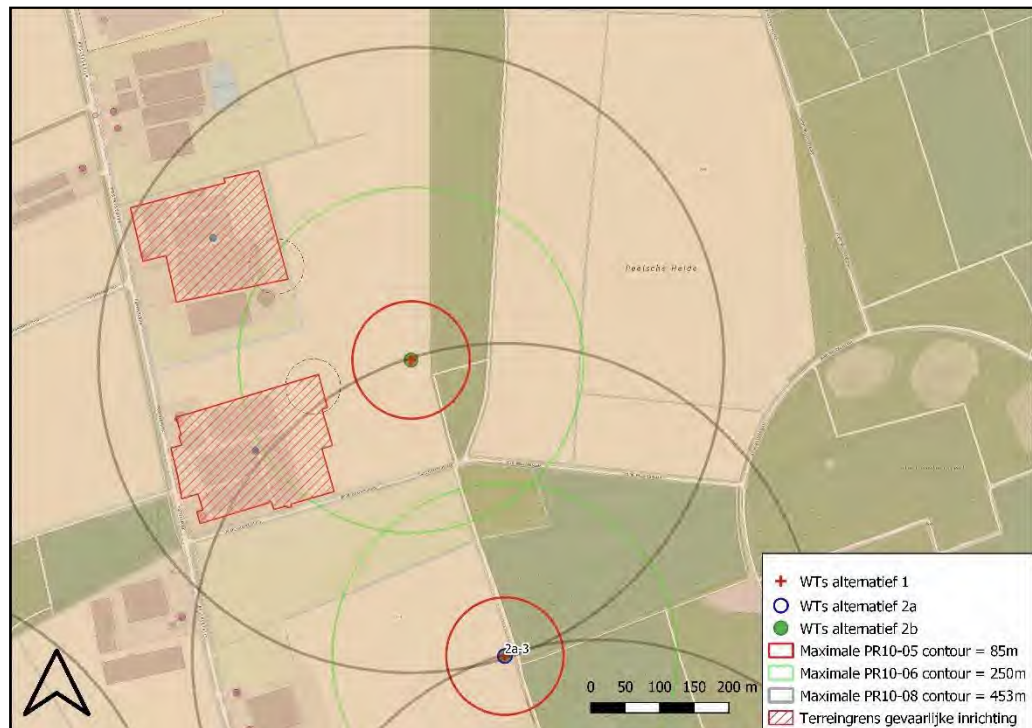 Peelsche Heide
2a-3
0 50 100 150 200 m
WTs alternatief 1
WTs alternatief 2a
WTs alternatief 2b
Maximale PR10-05 contour = 85m
Maximale PR10-06 contour = 250m
Maximale PR10-08 contour = 453m
Terreingrens gevaarlijke inrichting